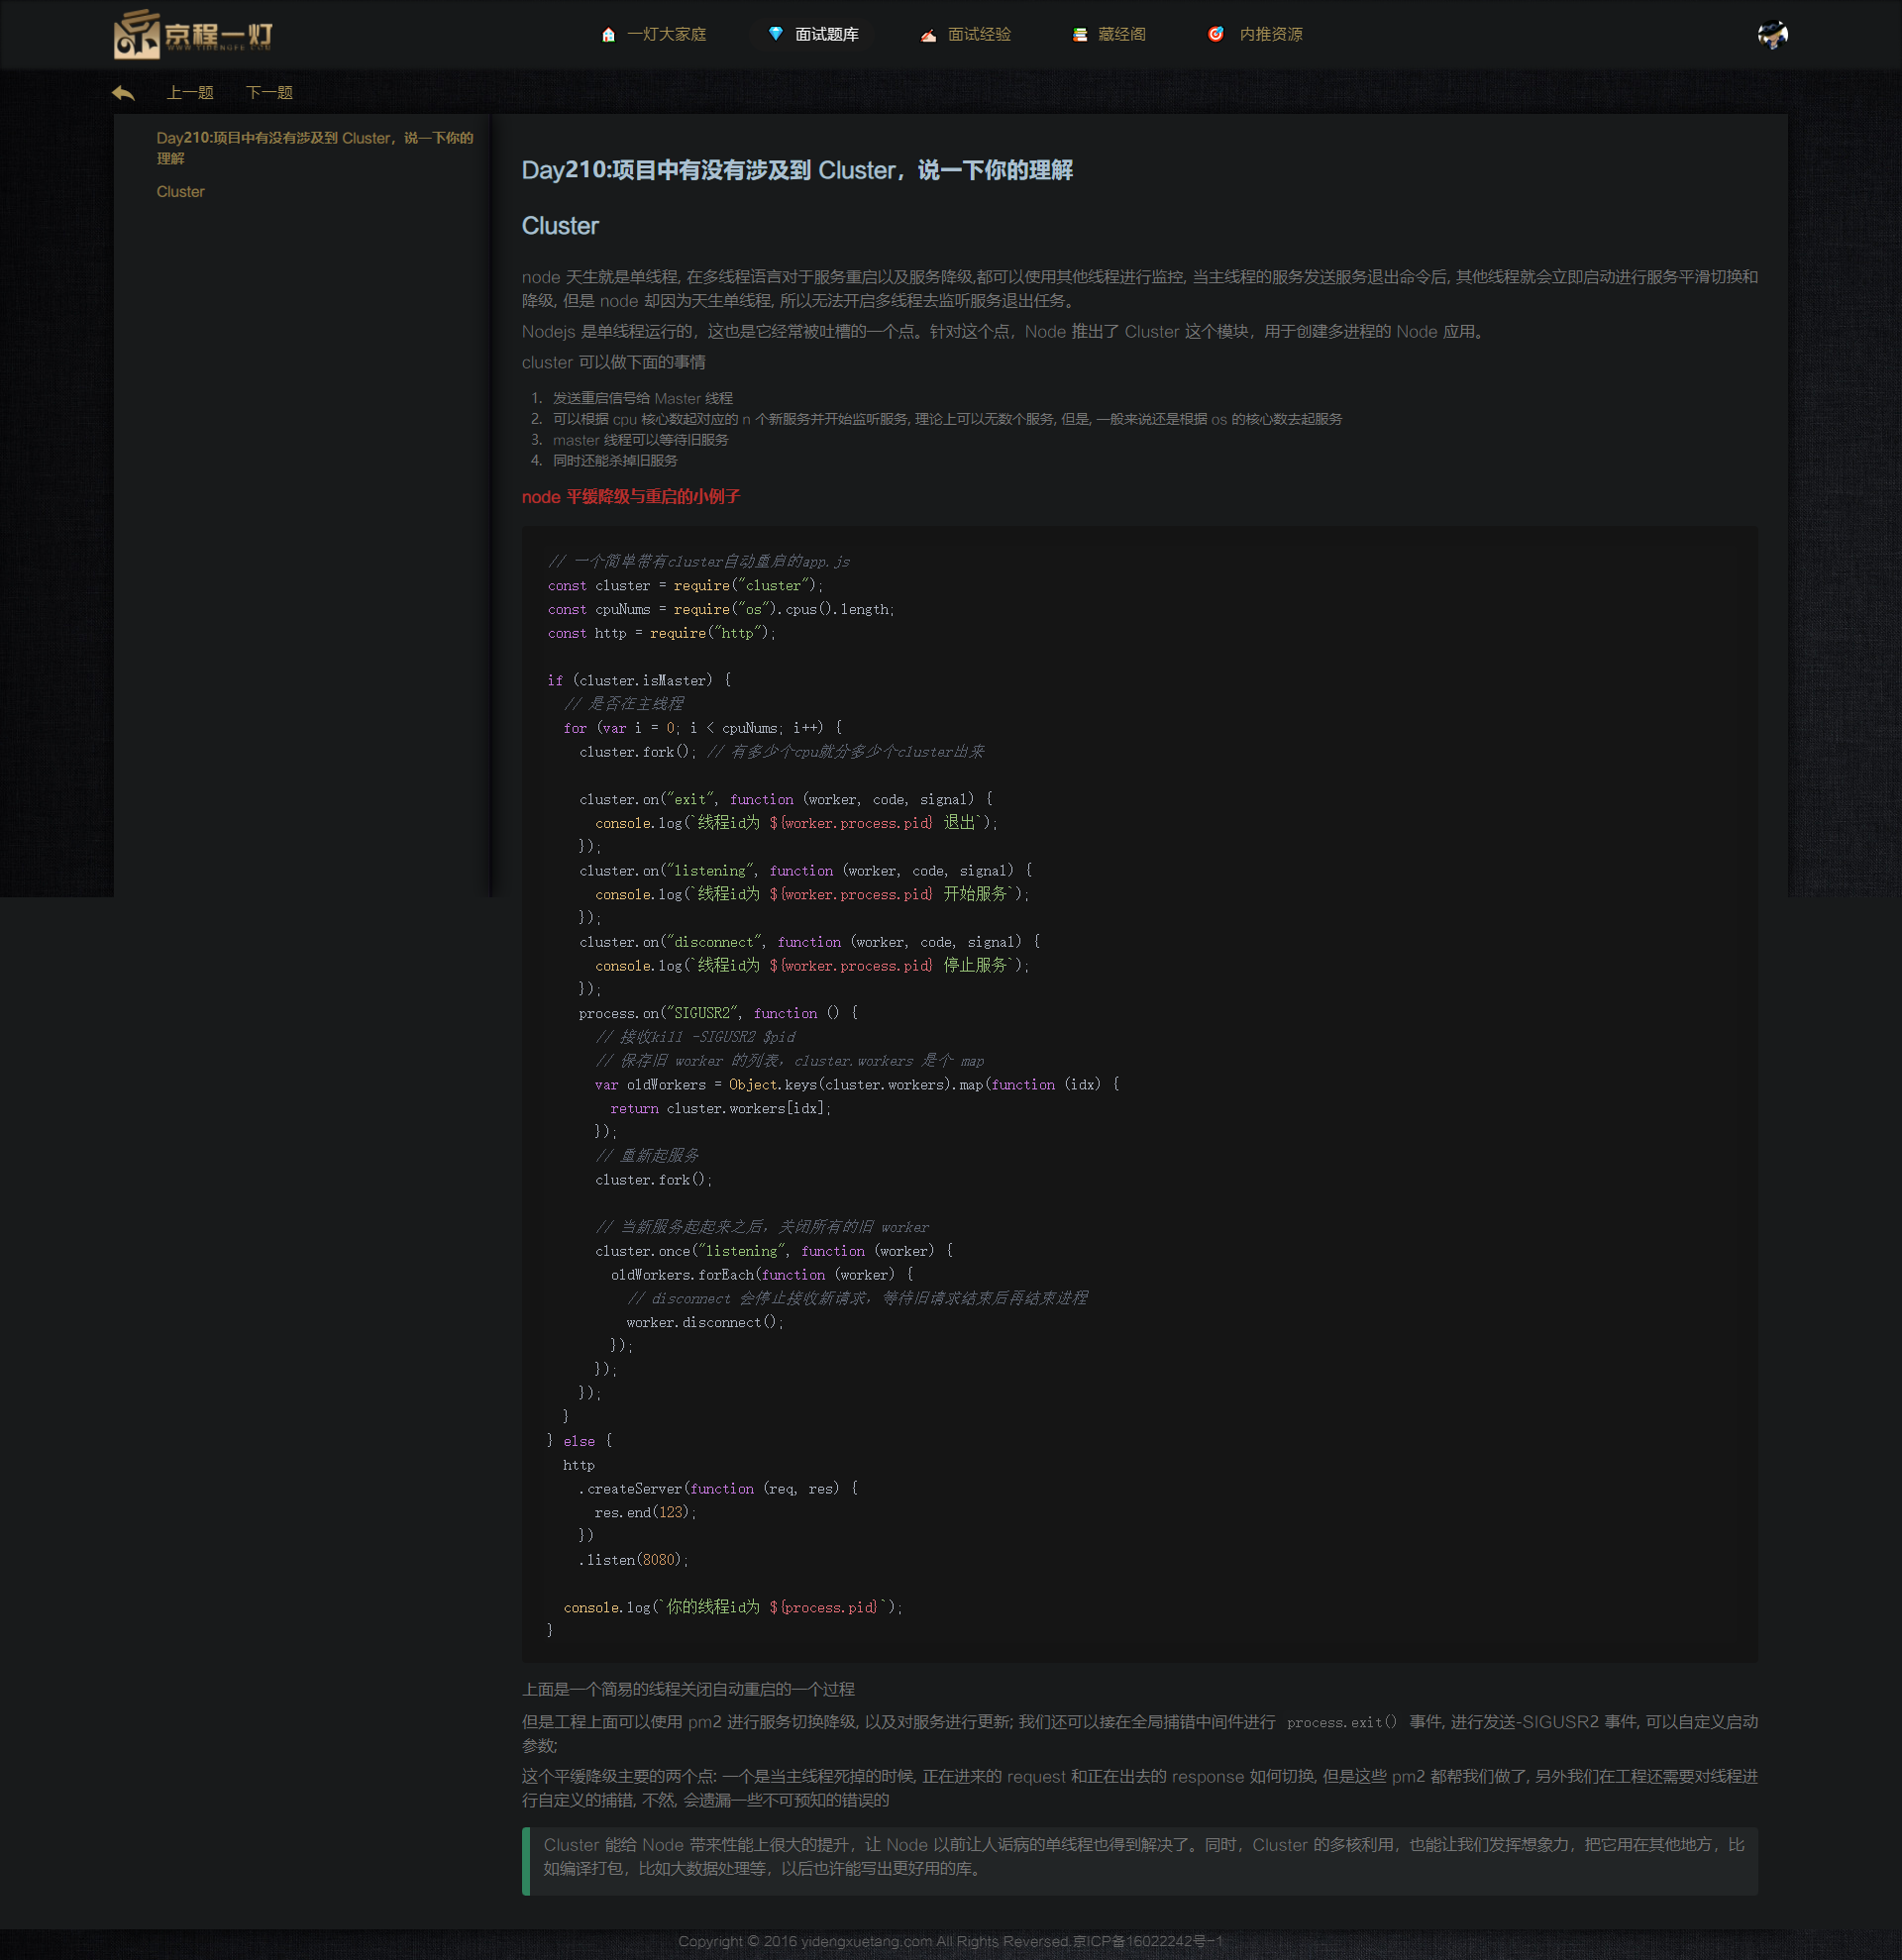 京程一灯
WWW.YIDENGFE.COM
一灯大家庭
面试题库
面试经验
藏经阁
内推资源
上一题
下一题
Day210:项目中有没有涉及到 Cluster，说一下你的
理解
Cluster
Day210:项目中有没有涉及到 Cluster，说一下你的理解
Cluster
node 天生就是单线程, 在多线程语言对于服务重启以及服务降级,都可以使用其他线程进行监控, 当主线程的服务发送服务退出命令后, 其他线程就会立即启动进行服务平滑切换和
降级, 但是 node 却因为天生单线程, 所以无法开启多线程去监听服务退出任务。
Nodejs 是单线程运行的，这也是它经常被吐槽的一个点。针对这个点，Node 推出了 Cluster 这个模块，用于创建多进程的 Node 应用。
cluster 可以做下面的事情
1. 发送重启信号给 Master 线程
2. 可以根据 cpu 核心数起对应的 n 个新服务并开始监听服务, 理论上可以无数个服务, 但是, 一般来说还是根据 os 的核心数去起服务
3. master 线程可以等待旧服务
4. 同时还能杀掉旧服务
node 平缓降级与重启的小例子
// 一个简单带有cluster自动重启的app.js
const cluster = require("cluster");
const cpuNums = require("os").cpus().length;
const http = require("http");
if (cluster.isMaster) {
// 是否在主线程
for (var i = 0; i < cpuNums; i++) {
cluster.fork(); // 有多少个cpu就分多少个cluster出来
cluster.on("exit", function (worker, code, signal) {
console.log(`线程id为 ${worker.process.pid} 退出`);
});
cluster.on("listening", function (worker, code, signal) {
console.log(`线程id为 ${worker.process.pid} 开始服务`);
});
cluster.on("disconnect", function (worker, code, signal) {
console.log(`线程id为 ${worker.process.pid} 停止服务`);
});
process.on("SIGUSR2", function () {
// 接收kill -SIGUSR2 $pid
// 保存旧 worker 的列表，cluster.workers 是个 map
var oldWorkers = Object.keys(cluster.workers).map(function (idx) {
return cluster.workers[idx];
});
// 重新起服务
cluster.fork();
// 当新服务起起来之后，关闭所有的旧 worker
cluster.once("listening", function (worker) {
oldWorkers.forEach(function (worker) {
// disconnect 会停止接收新请求，等待旧请求结束后再结束进程
worker.disconnect();
});
});
});
}
} else {
http
.createServer(function (req, res) {
res.end(123);
})
.listen(8080);
console.log(`你的线程id为 ${process.pid}`);
}
上面是一个简易的线程关闭自动重启的一个过程
但是工程上面可以使用 pm2 进行服务切换降级, 以及对服务进行更新; 我们还可以接在全局捕错中间件进行 process.exit() 事件, 进行发送-SIGUSR2 事件, 可以自定义启动
参数;
这个平缓降级主要的两个点: 一个是当主线程死掉的时候, 正在进来的 request 和正在出去的 response 如何切换, 但是这些 pm2 都帮我们做了, 另外我们在工程还需要对线程进
行自定义的捕错, 不然, 会遗漏一些不可预知的错误的
Cluster 能给 Node 带来性能上很大的提升，让 Node 以前让人诟病的单线程也得到解决了。同时，Cluster 的多核利用，也能让我们发挥想象力，把它用在其他地方，比
如编译打包，比如大数据处理等，以后也许能写出更好用的库。
Copyright © 2016 yidengxuetang.com All Rights Reversed.京ICP备16022242号-1